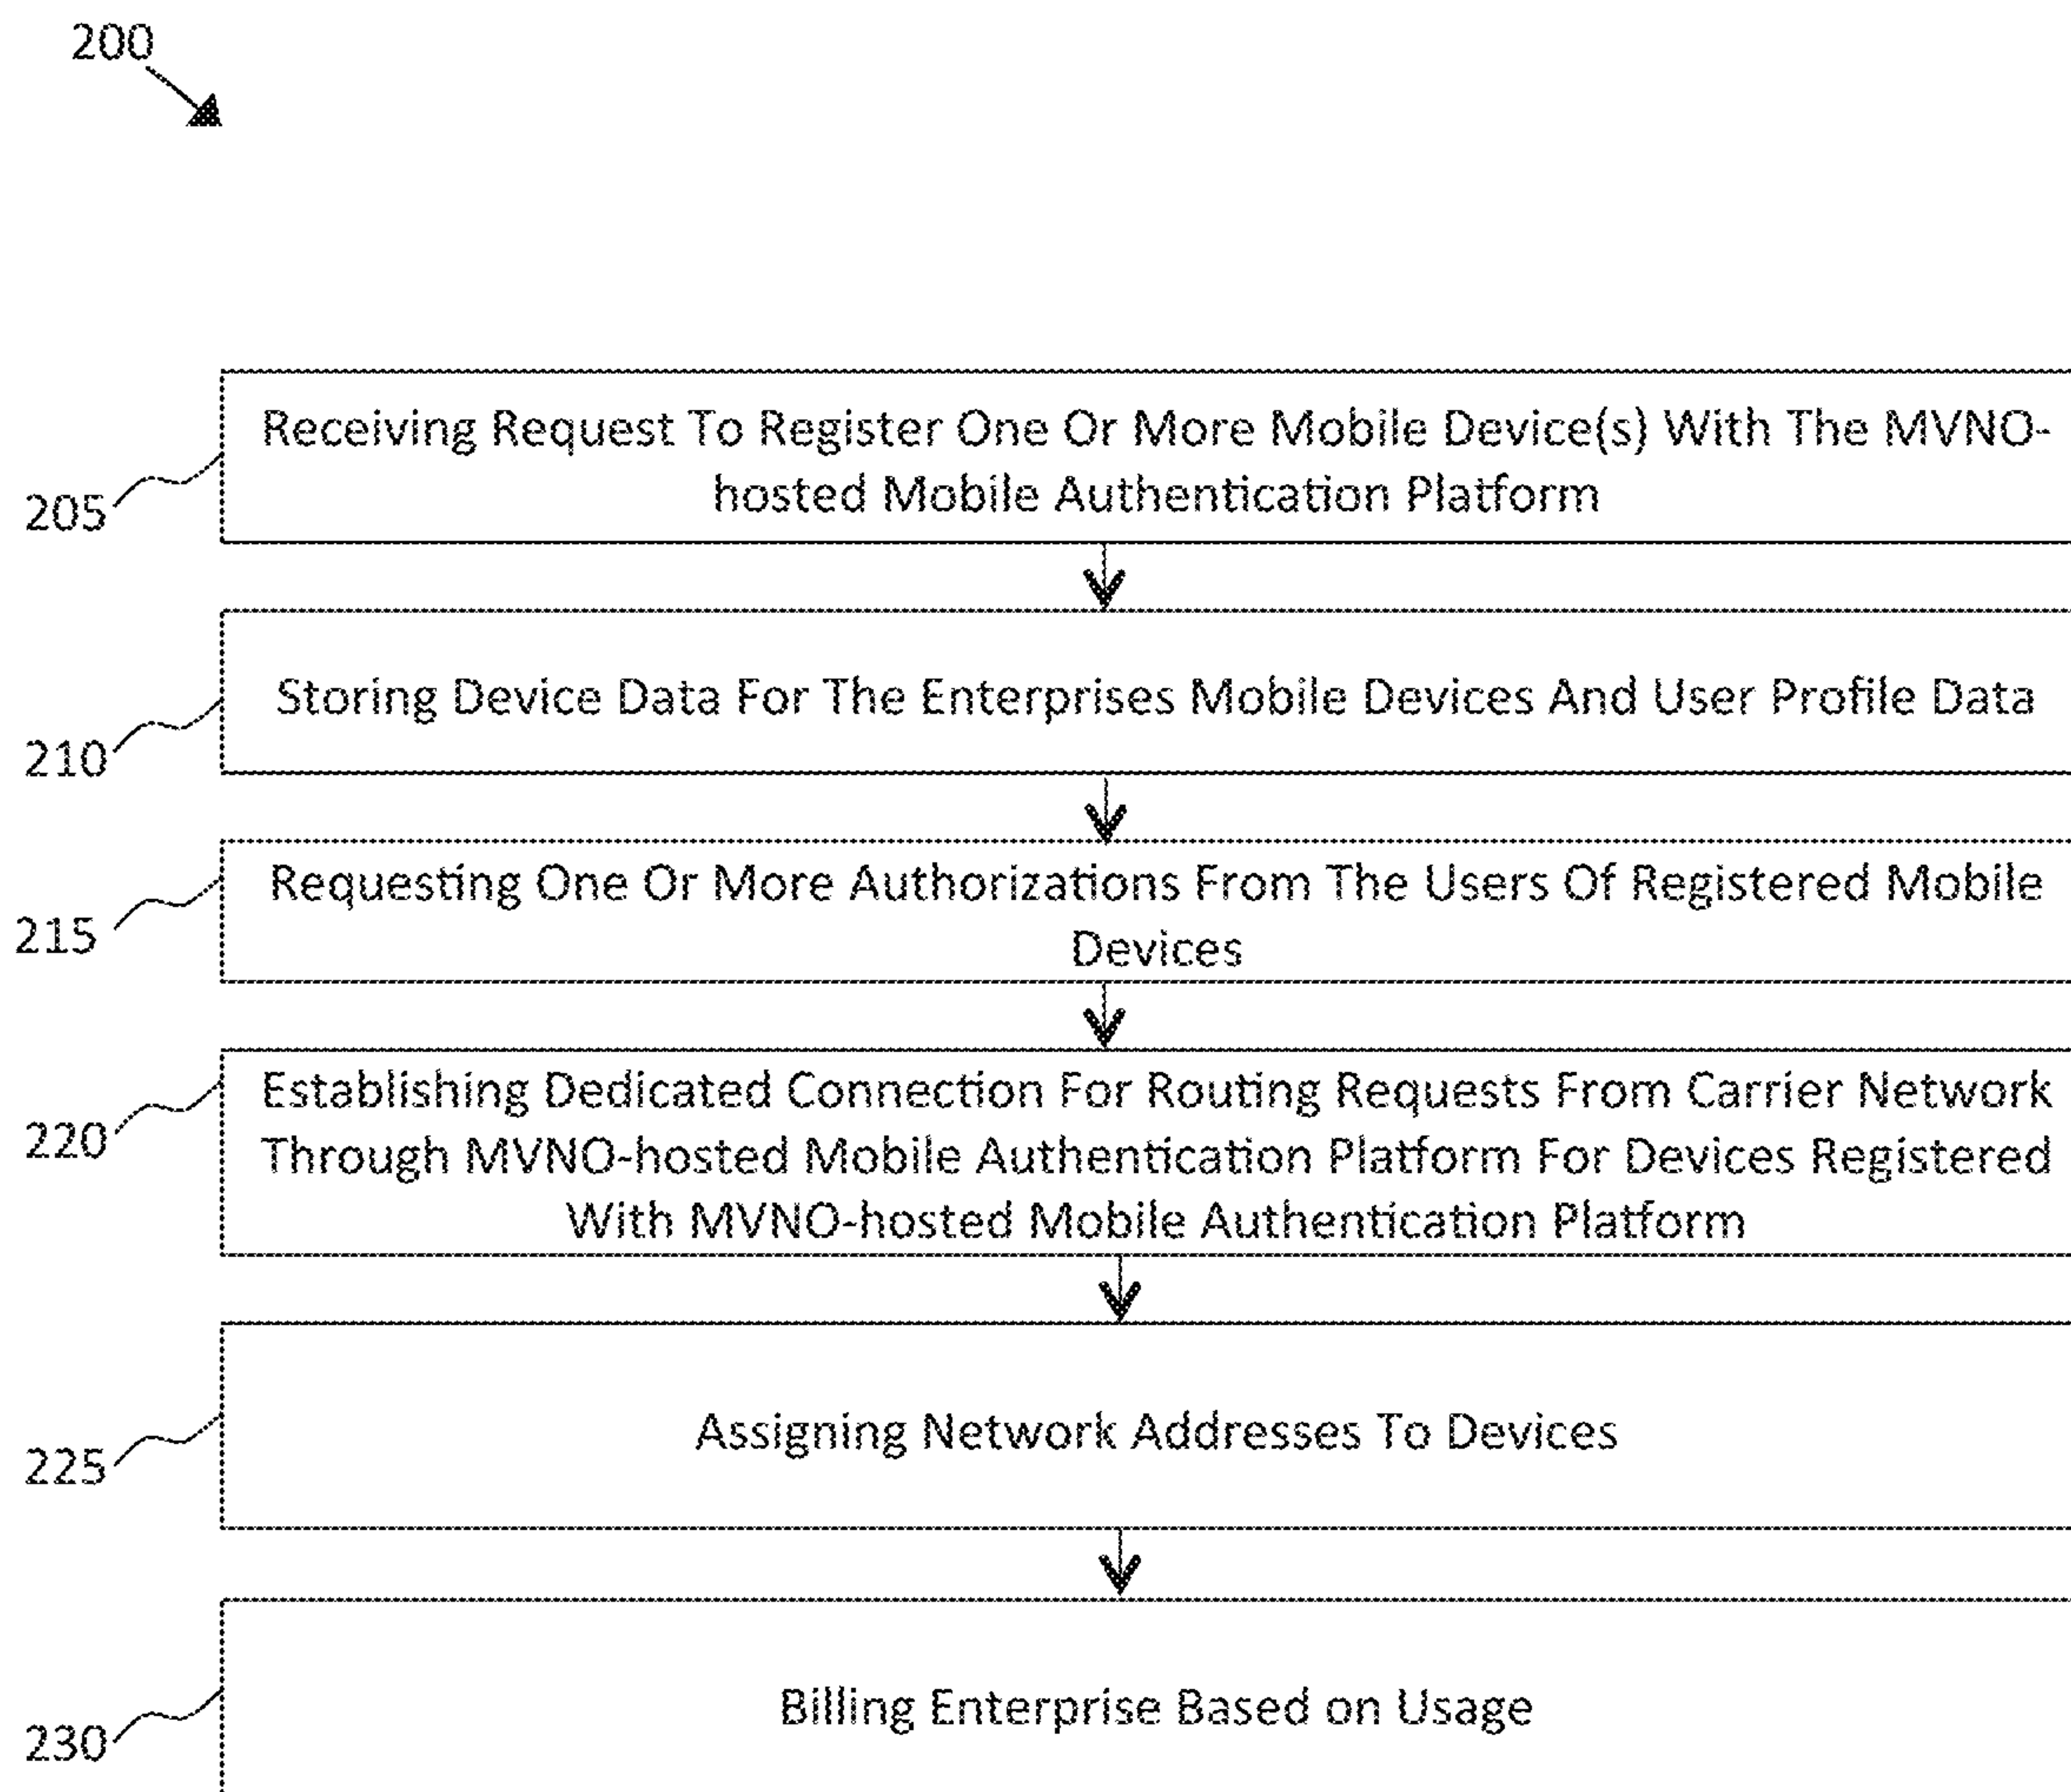 200
Receiving Request To Register One Or More Mobile Device(s) With The MVNO-
hosted Mobile Authentication Platform
205
Storing Device Data For The Enterprises Mobile Devices And User Profile Data
210
Requesting One Or More Authorizations From The Users Of Registered Mobile
Devices
215
Establishing Dedicated Connection For Routing Requests From Carrier Network
Through MVNO-hosted Mobile Authentication Platform For Devices Registered
With MVNO-hosted Mobile Authentication Platform
220
Assigning Network Addresses To Devices
225
Billing Enterprise Based on Usage
230